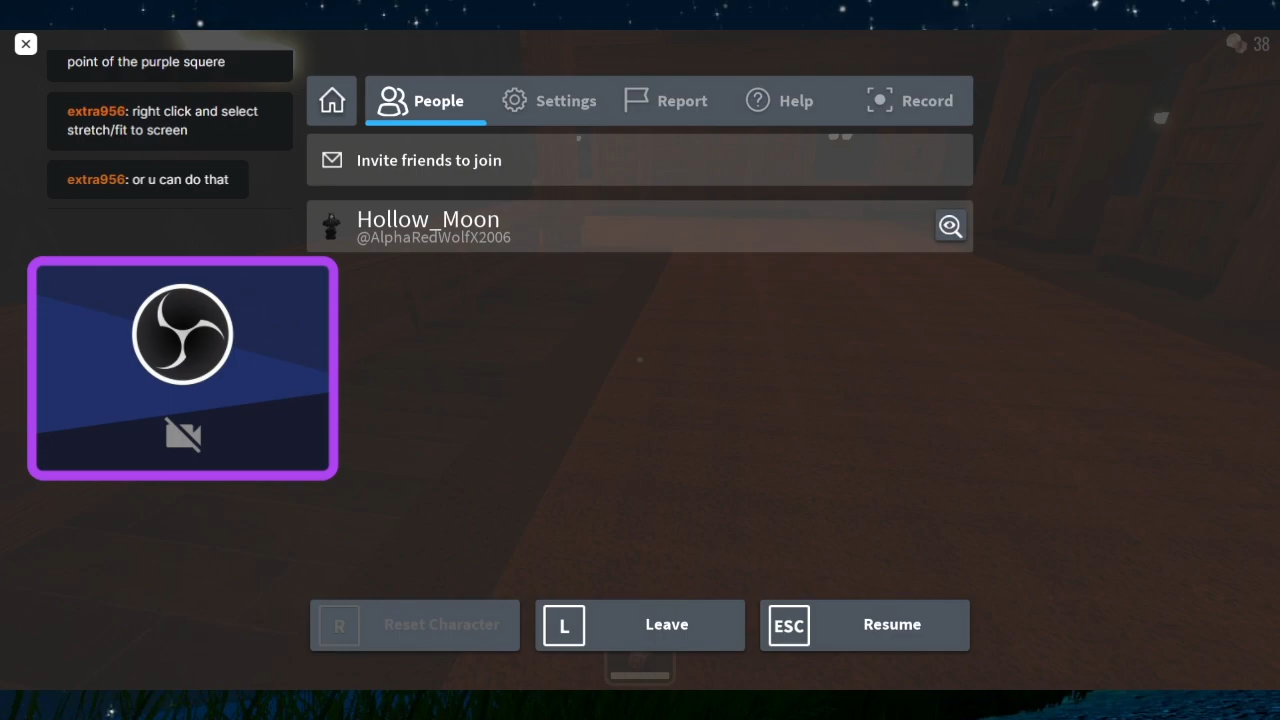 38
point of the purple squere
extra956: right click and select
stretch/fit to screen
extra956: or u can do that
People
Settings
Report
Help
Record
Invite friends to join
Hollow_Moon
@AlphaRedWolfX2006
R
Reset Character
L
Leave
ESC
Resume